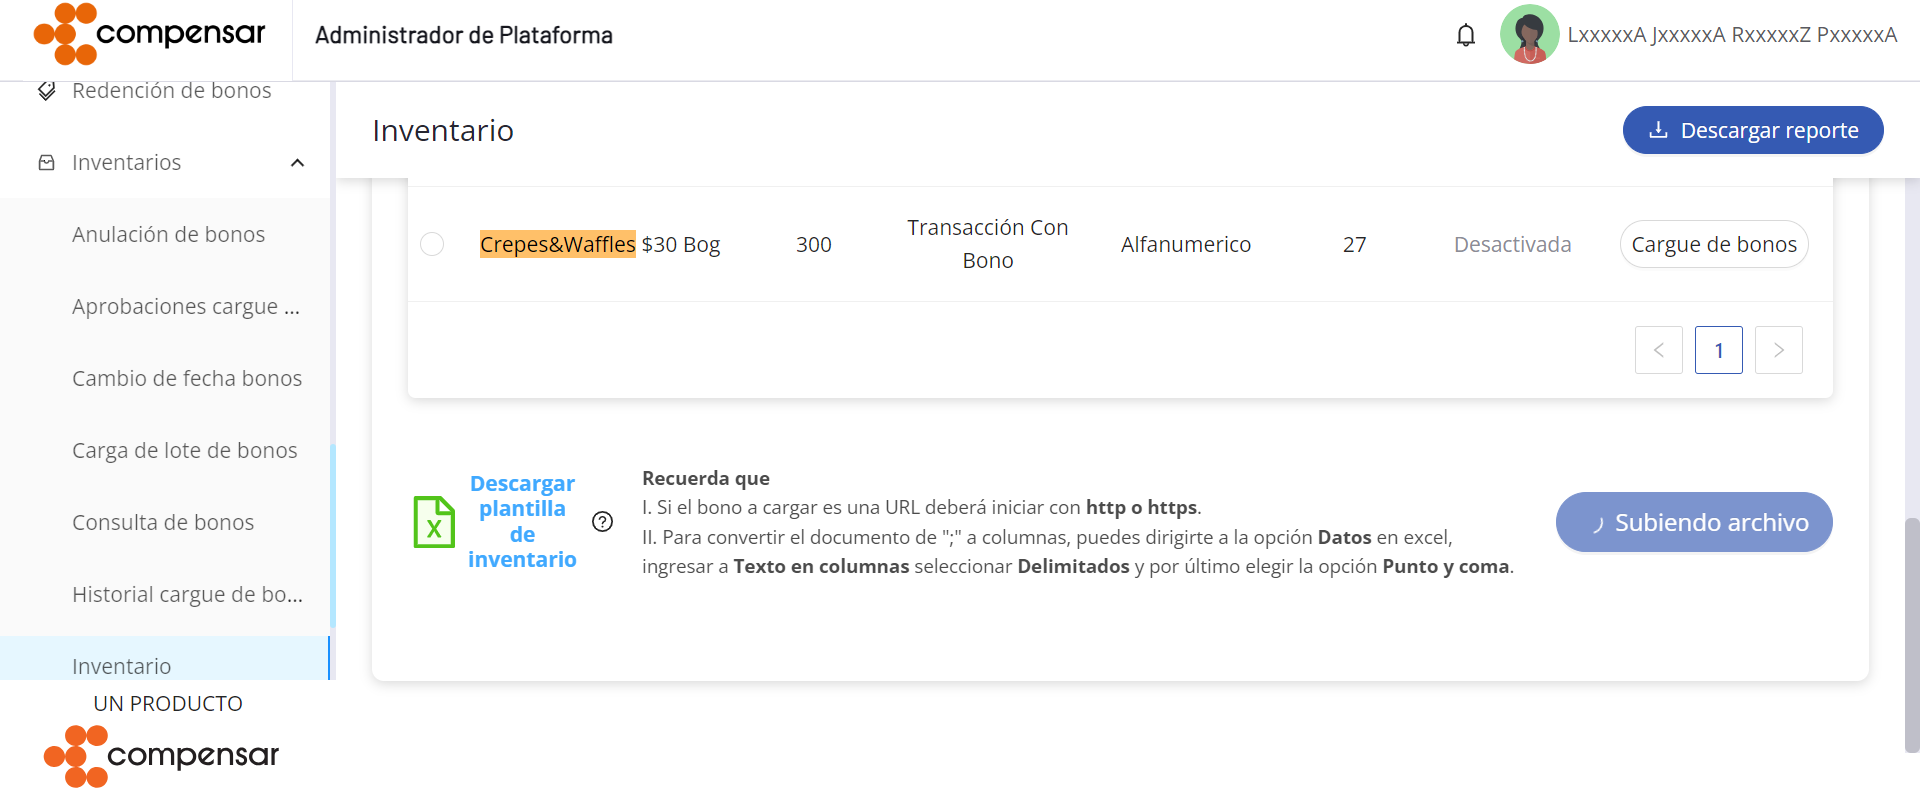 compensar
Administrador de Plataforma
LxxxxxA JxxxxxA RxxxxxZ PxxxxxA
Redención de bonos
Inventarios
Anulación de bonos
Aprobaciones cargue ...
Cambio de fecha bonos
Carga de lote de bonos
Consulta de bonos
Historial cargue de bo...
Inventario
UN PRODUCTO
compensar
Inventario
Descargar reporte
Crepes&Waffles $30 Bog
300
Transacción Con
Bono
Alfanumerico
27
Desactivada
Cargue de bonos
1
Descargar
plantilla
de
inventario
Recuerda que
I. Si el bono a cargar es una URL deberá iniciar con http o https.
II. Para convertir el documento de ";" a columnas, puedes dirigirte a la opción Datos en excel,
ingresar a Texto en columnas seleccionar Delimitados y por último elegir la opción Punto y coma.
Subiendo archivo